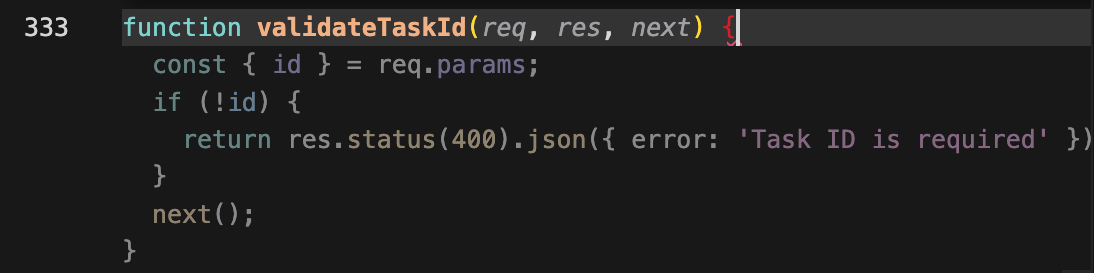 333 function validateTaskId(req, res, next) {
const { id } = req.params;
if (!id) {
return res.status(400).json({ error: 'Task ID is required' })
}
next();
}